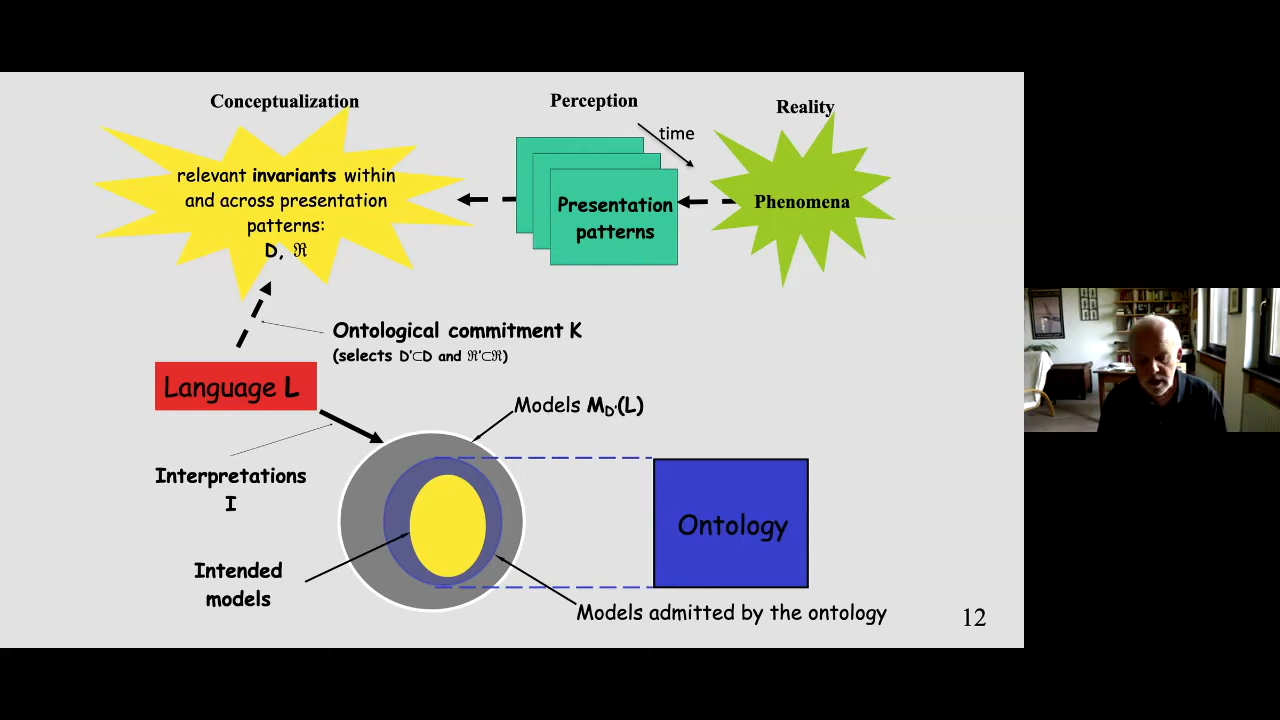 Conceptualization
Perception
Reality
time
relevant invariants within
and across presentation
patterns:
D, ℜ
Presentation
patterns
Phenomena
Ontological commitment K
(selects D'⊂D and ℜ'⊂ℜ)
Language L
Models M_D'(L)
Interpretations
I
Ontology
Intended
models
Models admitted by the ontology
12